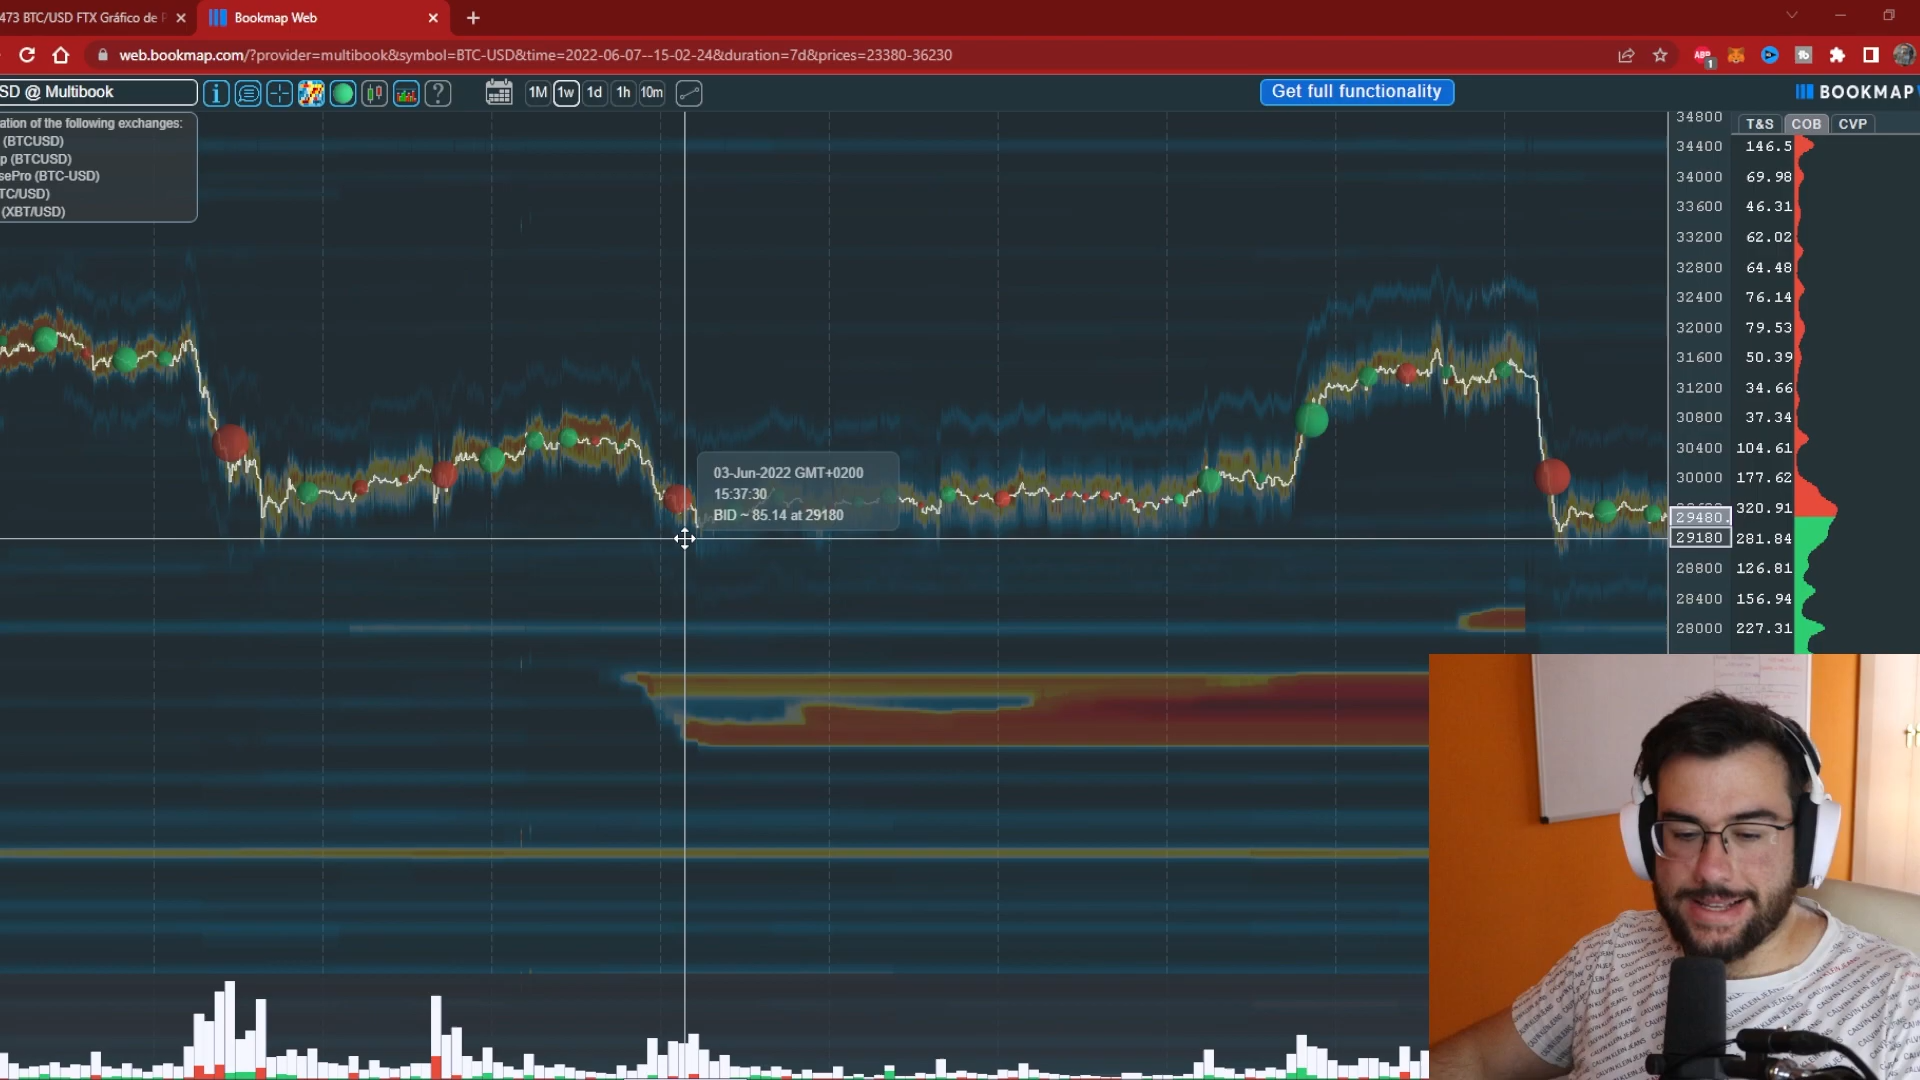 473 BTC/USD FTX Gráfico de P
Bookmap Web
web.bookmap.com/?provider=multibook&symbol=BTC-USD&time=2022-06-07--15-02-24&duration=7d&prices=23380-36230
ABP
1
tb
SD @ Multibook
1M 1w 1d 1h 10m
Get full functionality
BOOKMAP
ation of the following exchanges:
(BTCUSD)
p (BTCUSD)
sePro (BTC-USD)
TC/USD)
(XBT/USD)
T&S COB CVP
34800
34400 146.5
34000 69.98
33600 46.31
33200 62.02
32800 64.48
32400 76.14
32000 79.53
31600 50.39
31200 34.66
30800 37.34
30400 104.61
30000 177.62
320.91
29480.
29180 281.84
28800 126.81
28400 156.94
28000 227.31
03-Jun-2022 GMT+0200
15:37:30
BID ~ 85.14 at 29180